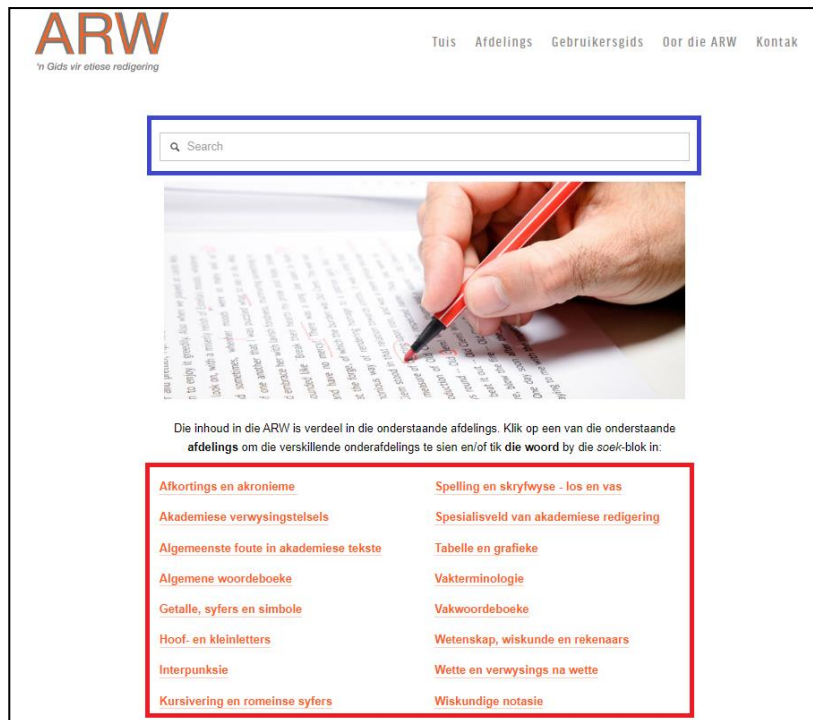 ARW
'n Gids vir etiese redigering
Tuis Afdelings Gebruikersgids Oor die ARW Kontak
Search
Die inhoud in die ARW is verdeel in die onderstaande afdelings. Klik op een van die onderstaande
afdelings om die verskillende onderafdelings te sien en/of tik die woord by die soek-blok in:
Afkortings en akronieme
Akademiese verwysingstelsels
Algemeenste foute in akademiese tekste
Algemene woordeboeke
Getalle, syfers en simbole
Hoof- en kleinletters
Interpunksie
Kursivering en romeinse syfers
Spelling en skryfwyse - los en vas
Spesialisveld van akademiese redigering
Tabelle en grafieke
Vakterminologie
Vakwoordeboeke
Wetenskap, wiskunde en rekenaars
Wette en verwysings na wette
Wiskundige notasie